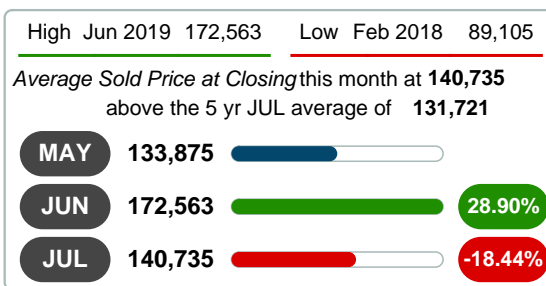 High Jun 2019 172,563 Low Feb 2018 89,105
Average Sold Price at Closing this month at 140,735
above the 5 yr JUL average of 131,721
MAY 133,875
JUN 172,563 28.90%
JUL 140,735 -18.44%